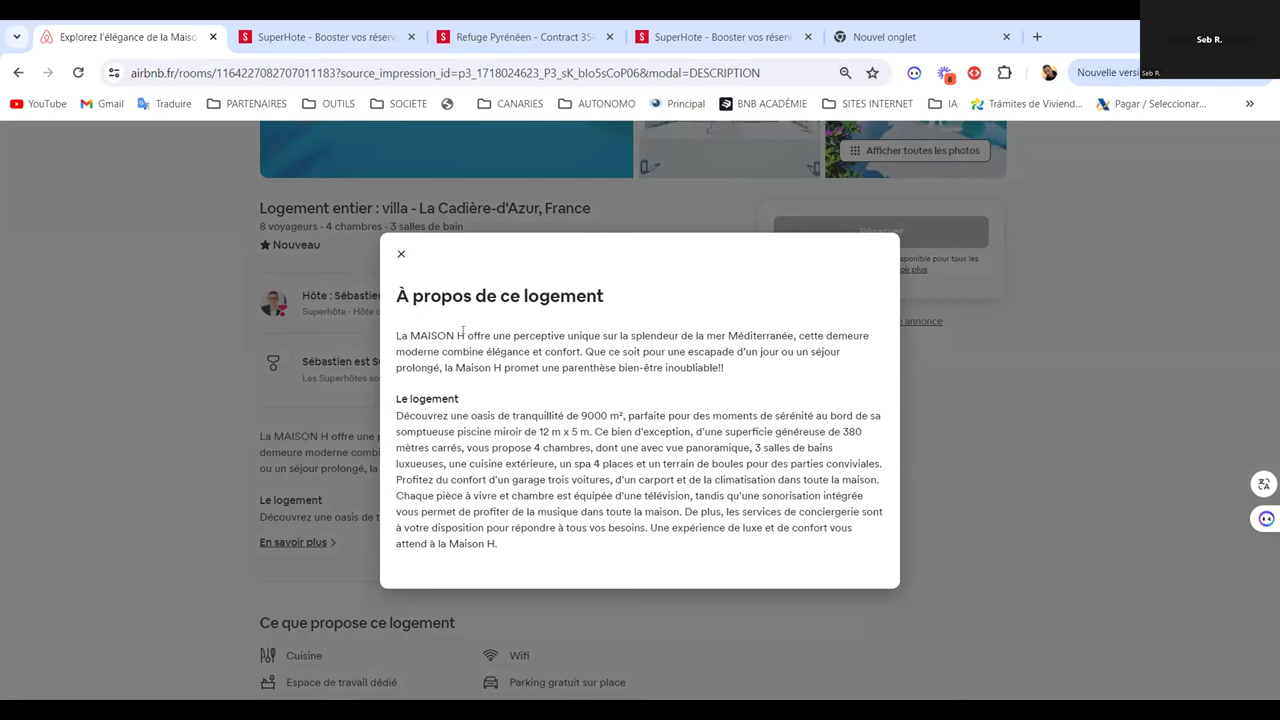 Explorez l'élégance de la Maiso
SuperHote - Booster vos réserv
Refuge Pyrénéen - Contract 354
SuperHote - Booster vos réserv
Nouvel onglet
Seb R.
Seb R.
airbnb.fr/rooms/1164227082707011183?source_impression_id=p3_1718024623_P3_sK_bIo5sCoP06&modal=DESCRIPTION
8
Nouvelle versi
YouTube
Gmail
Traduire
PARTENAIRES
OUTILS
SOCIETE
CANARIES
AUTONOMO
Principal
BNB ACADÉMIE
SITES INTERNET
IA
Trámites de Viviend...
Pagar / Seleccionar...
Afficher toutes les photos
Logement entier : villa - La Cadière-d'Azur, France
8 voyageurs · 4 chambres · 3 salles de bain
Nouveau
Réserver
isponible pour tous les
oir plus
e annonce
Hôte : Sébastien
Superhôte · Hôte
Sébastien est Su
Les Superhôtes sor
La MAISON H offre une p
demeure moderne combin
ou un séjour prolongé, la
Le logement
Découvrez une oasis de t
En savoir plus
À propos de ce logement
La MAISON H offre une perceptive unique sur la splendeur de la mer Méditerranée, cette demeure
moderne combine élégance et confort. Que ce soit pour une escapade d'un jour ou un séjour
prolongé, la Maison H promet une parenthèse bien-être inoubliable!!
Le logement
Découvrez une oasis de tranquillité de 9000 m², parfaite pour des moments de sérénité au bord de sa
somptueuse piscine miroir de 12 m x 5 m. Ce bien d'exception, d'une superficie généreuse de 380
mètres carrés, vous propose 4 chambres, dont une avec vue panoramique, 3 salles de bains
luxueuses, une cuisine extérieure, un spa 4 places et un terrain de boules pour des parties conviviales.
Profitez du confort d'un garage trois voitures, d'un carport et de la climatisation dans toute la maison.
Chaque pièce à vivre et chambre est équipée d'une télévision, tandis qu'une sonorisation intégrée
vous permet de profiter de la musique dans toute la maison. De plus, les services de conciergerie sont
à votre disposition pour répondre à tous vos besoins. Une expérience de luxe et de confort vous
attend à la Maison H.
Ce que propose ce logement
Cuisine
Wifi
Espace de travail dédié
Parking gratuit sur place